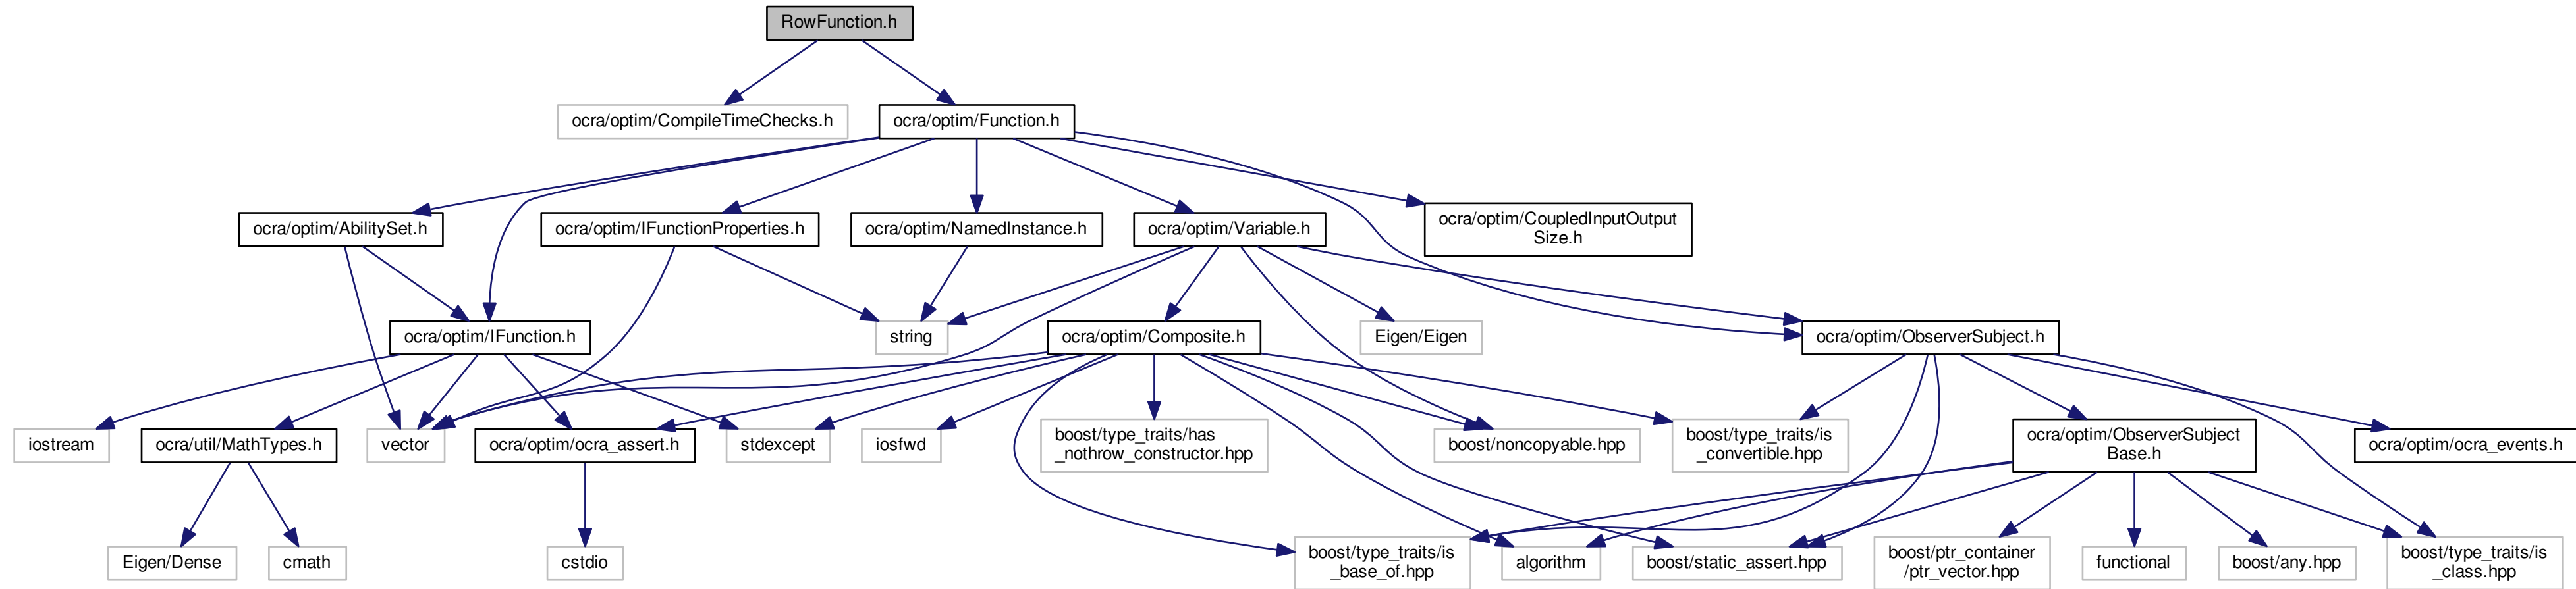 RowFunction.h
ocra/optim/CompileTimeChecks.h
ocra/optim/Function.h
ocra/optim/AbilitySet.h
ocra/optim/IFunctionProperties.h
ocra/optim/NamedInstance.h
ocra/optim/Variable.h
ocra/optim/CoupledInputOutput
Size.h
ocra/optim/IFunction.h
string
ocra/optim/Composite.h
Eigen/Eigen
ocra/optim/ObserverSubject.h
iostream
ocra/util/MathTypes.h
vector
ocra/optim/ocra_assert.h
stdexcept
iosfwd
boost/type_traits/has
_nothrow_constructor.hpp
boost/noncopyable.hpp
boost/type_traits/is
_convertible.hpp
ocra/optim/ObserverSubject
Base.h
ocra/optim/ocra_events.h
Eigen/Dense
cmath
cstdio
boost/type_traits/is
_base_of.hpp
algorithm
boost/static_assert.hpp
boost/ptr_container
/ptr_vector.hpp
functional
boost/any.hpp
boost/type_traits/is
_class.hpp